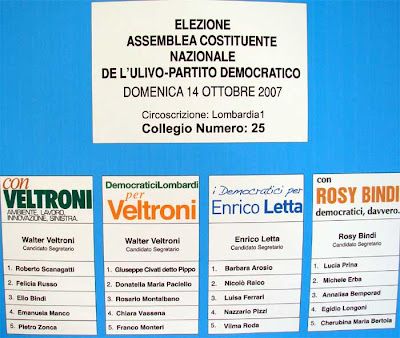 ELEZIONE
ASSEMBLEA COSTITUENTE
NAZIONALE
DE L'ULIVO-PARTITO DEMOCRATICO
DOMENICA 14 OTTOBRE 2007
Circoscrizione: Lombardia1
Collegio Numero: 25
con
VELTRONI
AMBIENTE, LAVORO,
INNOVAZIONE, SINISTRA.
Walter Veltroni
Candidato Segretario
1. Roberto Scanagatti
2. Felicia Russo
3. Elio Bindi
4. Emanuela Manco
5. Pietro Zonca
DemocraticiLombardi
per
Veltroni
Walter Veltroni
Candidato Segretario
1. Giuseppe Civati detto Pippo
2. Donatella Maria Paciello
3. Rosario Montalbano
4. Chiara Vassena
5. Franco Monteri
i Democratici per
Enrico Letta
Enrico Letta
Candidato Segretario
1. Barbara Arosio
2. Nicolò Raico
3. Luisa Ferrari
4. Nazzario Pizzi
5. Vilma Roda
con
ROSY BINDI
democratici, davvero.
Rosy Bindi
Candidato Segretario
1. Lucia Prina
2. Michele Erba
3. Annalisa Bemporad
4. Egidio Longoni
5. Cherubina Maria Bertola